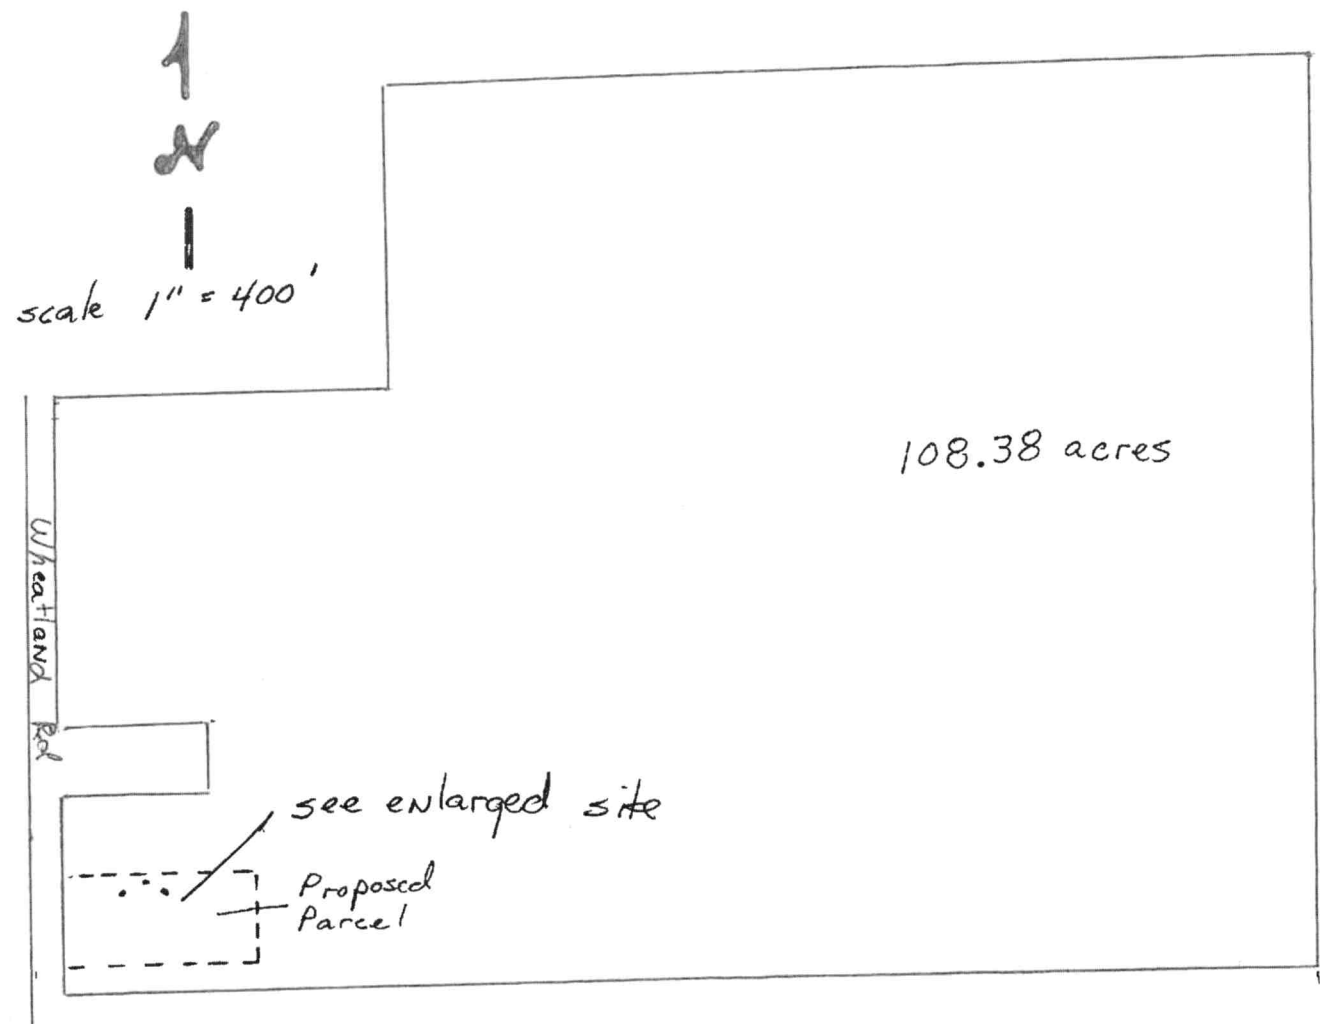 N
scale 1" = 400'
108.38 acres
Wheatland Rd
see enlarged site
Proposed
Parcel